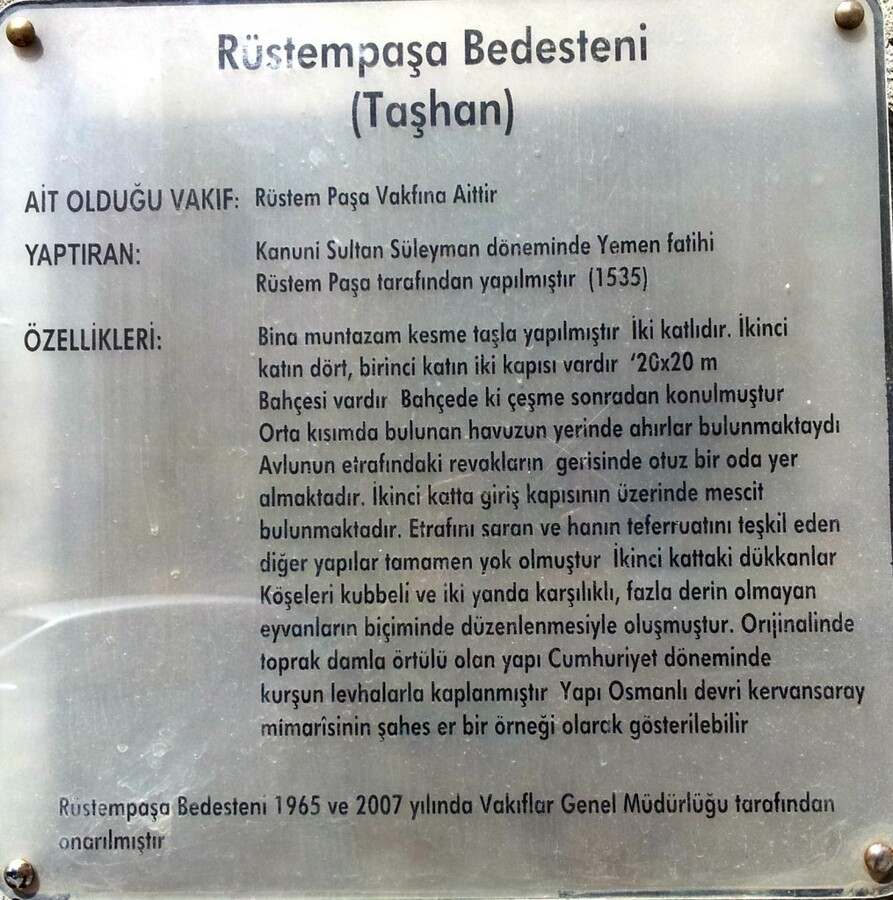 Rüstempaşa Bedesteni
(Taşhan)
AİT OLDUĞU VAKIF: Rüstem Paşa Vakfına Aittir
YAPTIRAN: Kanuni Sultan Süleyman döneminde Yemen fatihi
Rüstem Paşa tarafından yapılmıştır (1535)
ÖZELLİKLERİ: Bina muntazam kesme taşla yapılmıştır İki katlıdır. İkinci
katın dört, birinci katın iki kapısı vardır '20x20 m
Bahçesi vardır Bahçede ki çeşme sonradan konulmuştur
Orta kısımda bulunan havuzun yerinde ahırlar bulunmaktaydı
Avlunun etrafındaki revakların gerisinde otuz bir oda yer
almaktadır. İkinci katta giriş kapısının üzerinde mescit
bulunmaktadır. Etrafını saran ve hanın teferruatını teşkil eden
diğer yapılar tamamen yok olmuştur İkinci kattaki dükkanlar
Köşeleri kubbeli ve iki yanda karşılıklı, fazla derin olmayan
eyvanların biçiminde düzenlenmesiyle oluşmuştur. Orıjinalinde
toprak damla örtülü olan yapı Cumhuriyet döneminde
kurşun levhalarla kaplanmıştır Yapı Osmanlı devri kervansaray
mimarîsinin şahes er bir örneği olarak gösterilebilir
Rüstempaşa Bedesteni 1965 ve 2007 yılında Vakıflar Genel Müdürlüğü tarafından
onarılmıştır